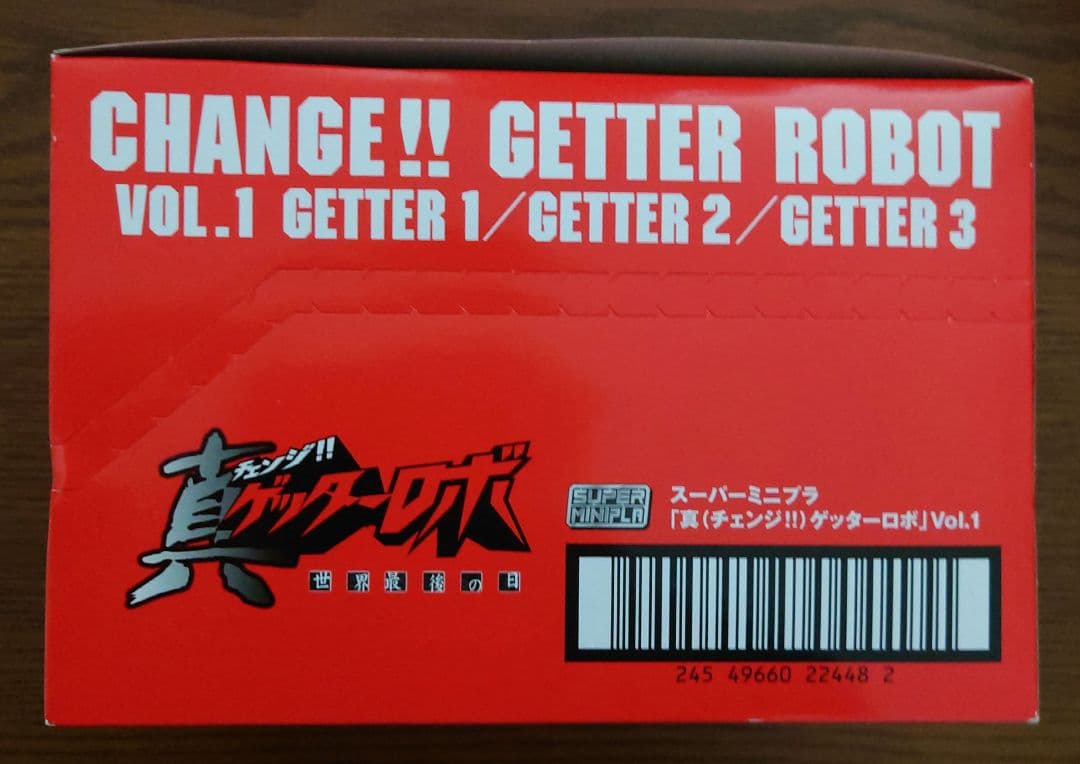 CHANGE!! GETTER ROBOT
VOL.1 GETTER 1/GETTER 2/GETTER 3
真
チェンジ!!
ゲッターロボ
世界最後の日
SUPER
MINIPLA
スーパーミニプラ
「真(チェンジ!!)ゲッターロボ」Vol.1
245 49660 22448 2